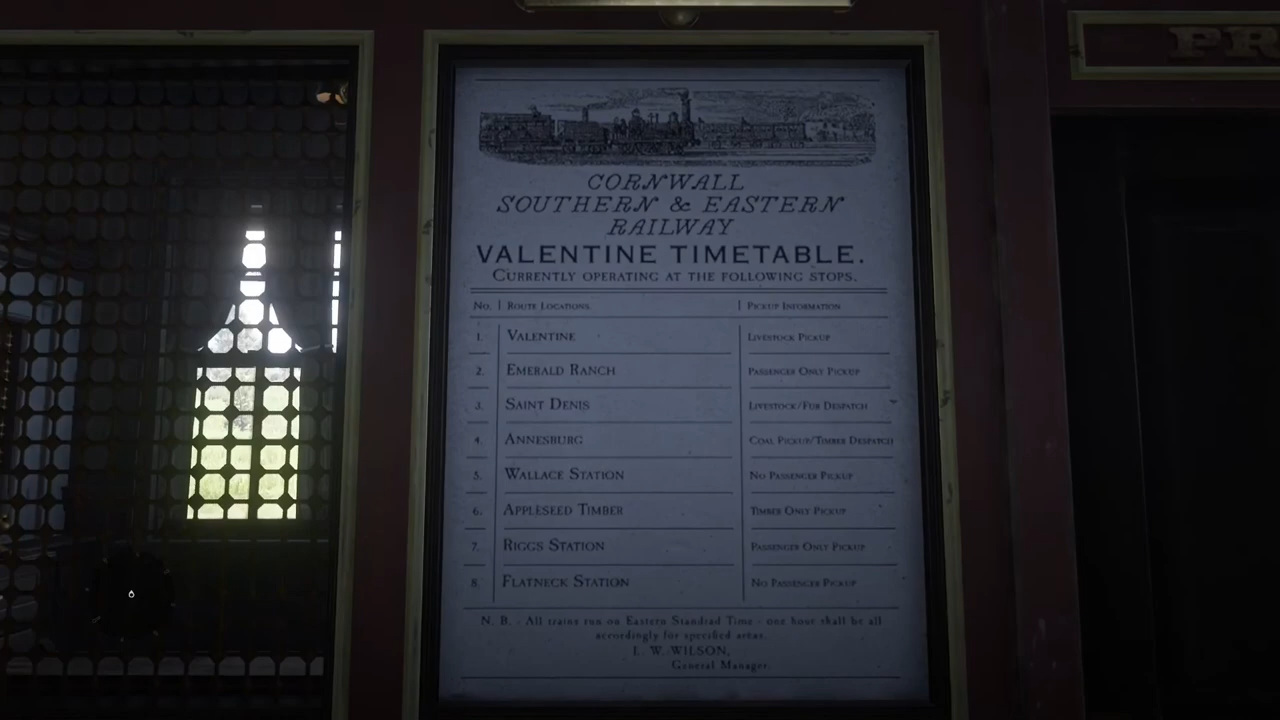 PR
CORNWALL
SOUTHERN & EASTERN
RAILWAY
VALENTINE TIMETABLE.
CURRENTLY OPERATING AT THE FOLLOWING STOPS.
No. | ROUTE LOCATIONS. | PICKUP INFORMATION
1. VALENTINE LIVESTOCK PICKUP
2. EMERALD RANCH PASSENGER ONLY PICKUP
3. SAINT DENIS LIVESTOCK/FUR DESPATCH
4. ANNESBURG COAL PICKUP/TIMBER DESPATCH
5. WALLACE STATION NO PASSENGER PICKUP
6. APPLESEED TIMBER TIMBER ONLY PICKUP
7. RIGGS STATION PASSENGER ONLY PICKUP
8. FLATNECK STATION NO PASSENGER PICKUP
N. B. - All trains run on Eastern Standrad Time - one hour shall be all
accordingly for specified areas.
L. W. WILSON,
General Manager.